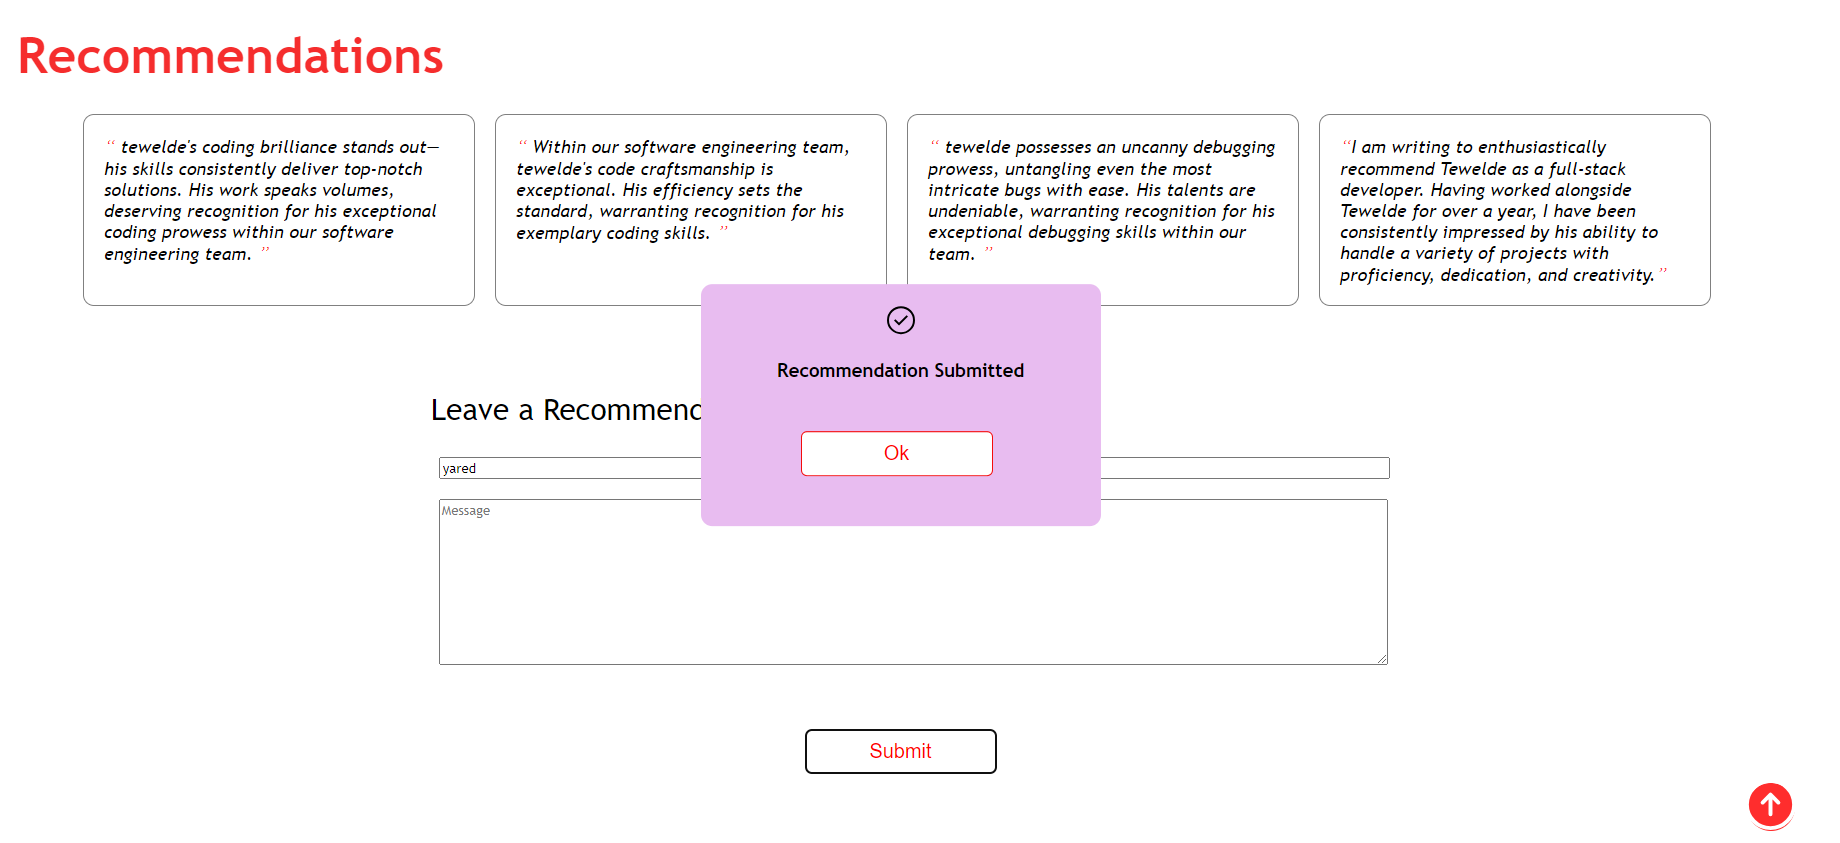 Recommendations
“ tewelde's coding brilliance stands out—
his skills consistently deliver top-notch
solutions. His work speaks volumes,
deserving recognition for his exceptional
coding prowess within our software
engineering team. ”
“ Within our software engineering team,
tewelde's code craftsmanship is
exceptional. His efficiency sets the
standard, warranting recognition for his
exemplary coding skills. ”
“ tewelde possesses an uncanny debugging
prowess, untangling even the most
intricate bugs with ease. His talents are
undeniable, warranting recognition for his
exceptional debugging skills within our
team. ”
“I am writing to enthusiastically
recommend Tewelde as a full-stack
developer. Having worked alongside
Tewelde for over a year, I have been
consistently impressed by his ability to
handle a variety of projects with
proficiency, dedication, and creativity. ”
Recommendation Submitted
Ok
Leave a Recommend
yared
Message
Submit